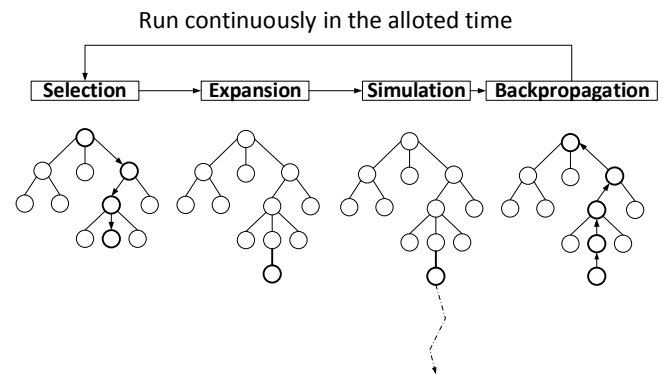 Run continuously in the alloted time
Selection
Expansion
Simulation
Backpropagation